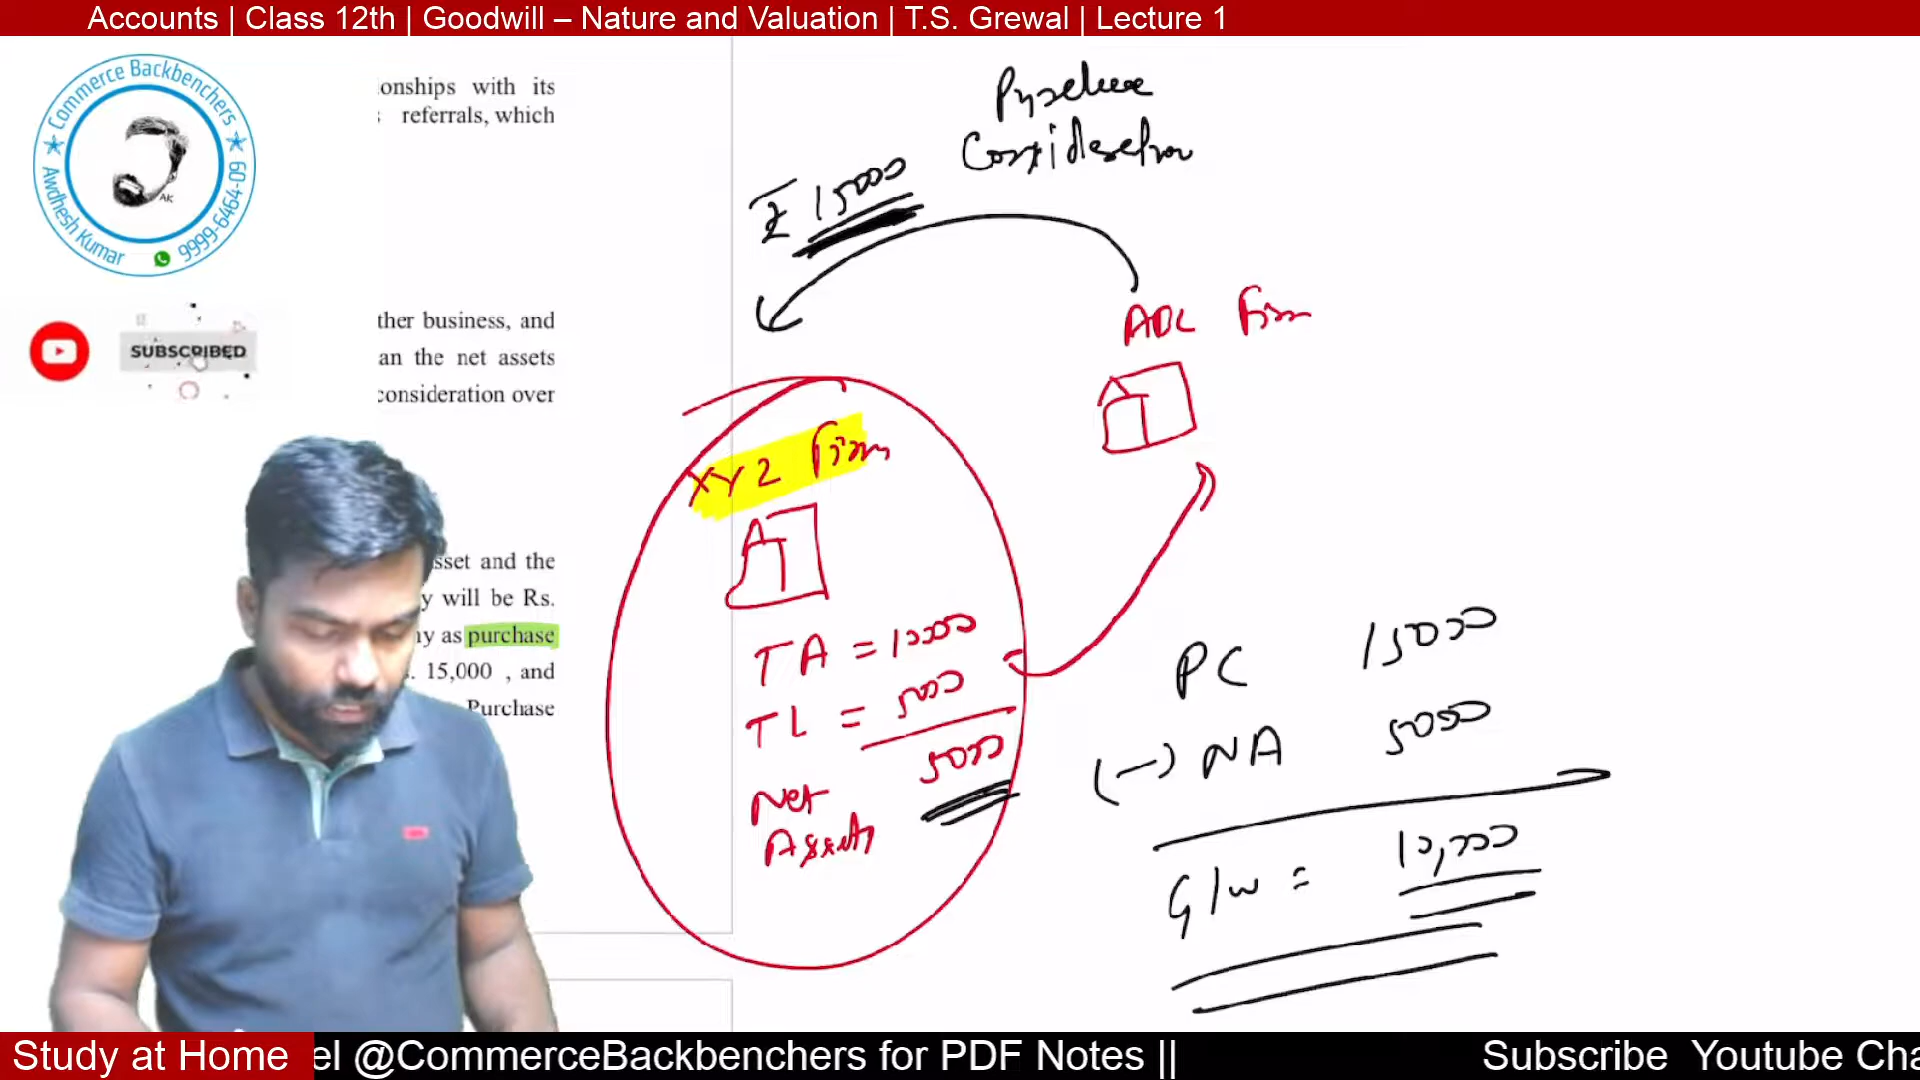 Accounts | Class 12th | Goodwill – Nature and Valuation | T.S. Grewal | Lecture 1
Commerce Backbenchers
Awdhesh Kumar
9999-6464-09
AK
SUBSCRIBED
onships with its
referrals, which
ther business, and
an the net assets
consideration over
sset and the
y will be Rs.
ny as purchase
15,000 , and
Purchase
Consideration
₹ 15000
ABC Firm
XYZ Firm
TA = 10000
TL = 5000
5000
Net
Assets
PC 15000
(-) NA 5000
G/w = 10,000
Study at Home
el @CommerceBackbenchers for PDF Notes ||
Subscribe Youtube Cha